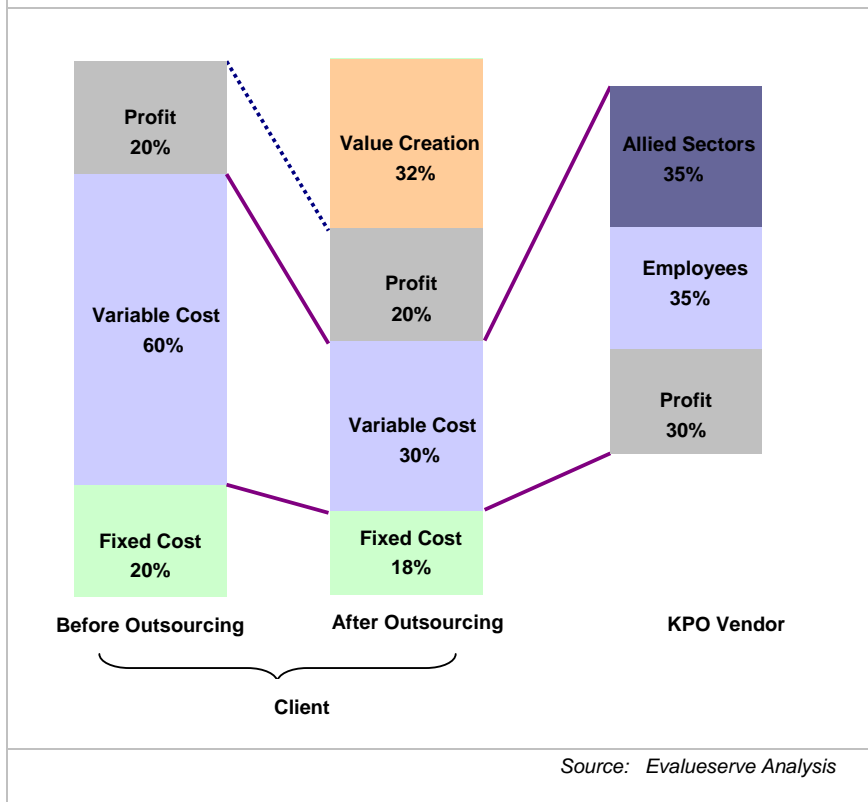 Profit
20%
Variable Cost
60%
Fixed Cost
20%
Before Outsourcing
Value Creation
32%
Profit
20%
Variable Cost
30%
Fixed Cost
18%
After Outsourcing
Client
Allied Sectors
35%
Employees
35%
Profit
30%
KPO Vendor
Source: Evalueserve Analysis